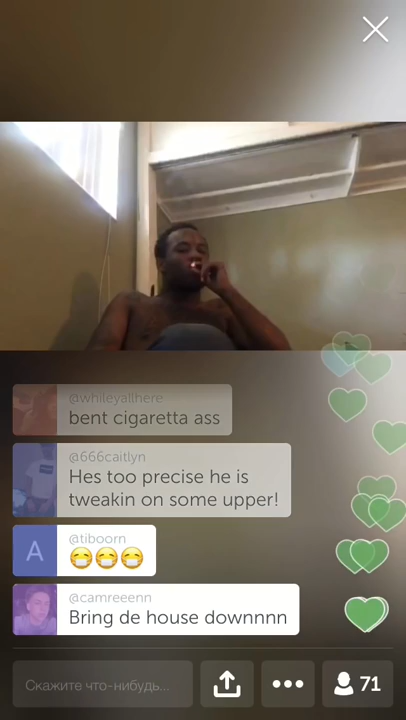 @whileyallhere
bent cigaretta ass
@666caitlyn
Hes too precise he is
tweakin on some upper!
A
@tiboorn
@camreeenn
Bring de house downnnn
Скажите что-нибудь...
71